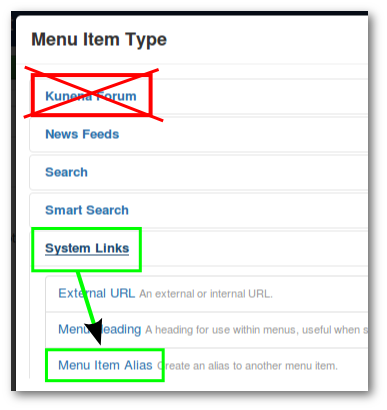 Menu Item Type
Kunena Forum
News Feeds
Search
Smart Search
System Links
External URL An external or internal URL.
Menu Heading A heading for use within menus, useful when s
Menu Item Alias Create an alias to another menu item.